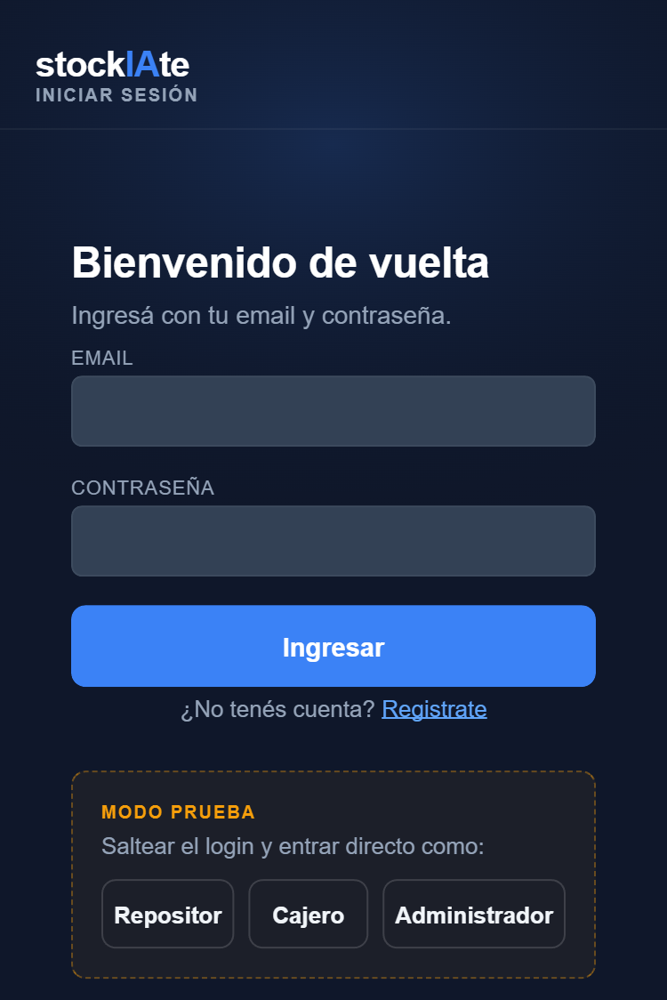 stockIAte
INICIAR SESIÓN
Bienvenido de vuelta
Ingresá con tu email y contraseña.
EMAIL
CONTRASEÑA
Ingresar
¿No tenés cuenta? Registrate
MODO PRUEBA
Saltear el login y entrar directo como:
Repositor Cajero Administrador